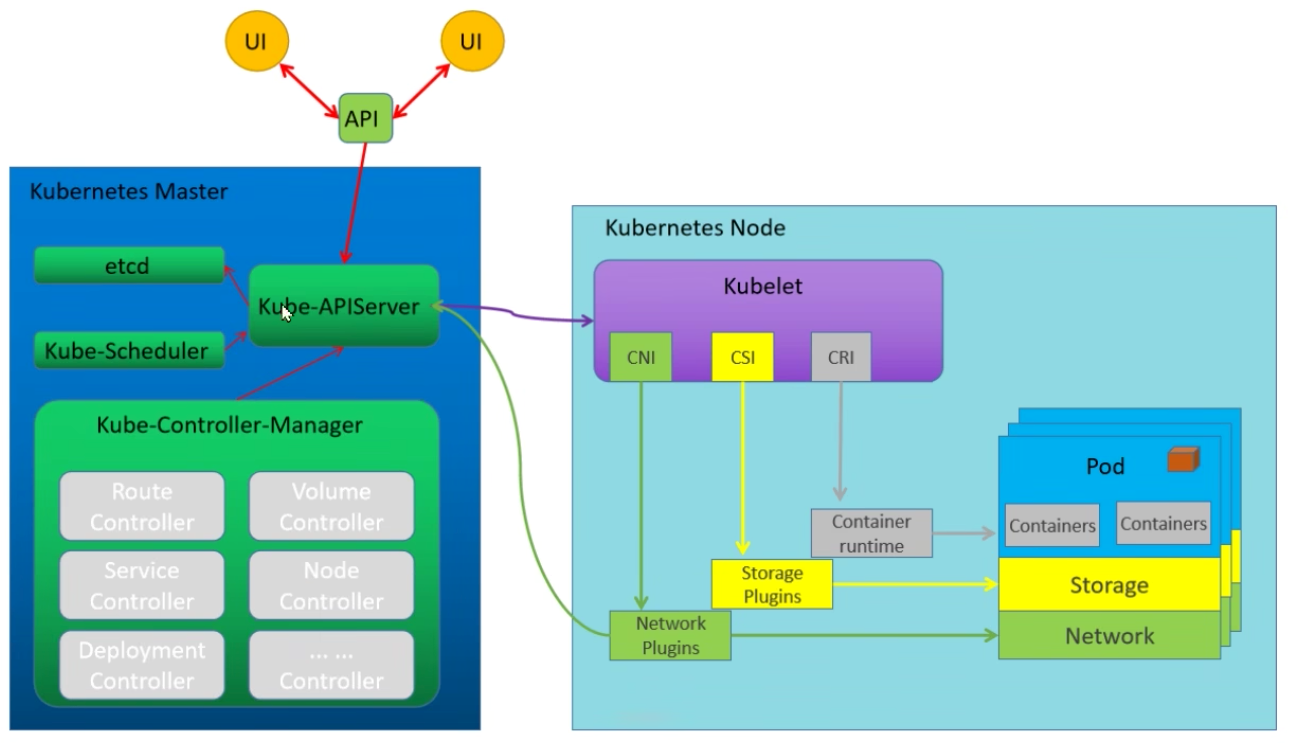 UI
UI
API
Kubernetes Master
etcd
Kube-APIServer
Kube-Scheduler
Kube-Controller-Manager
Route
Controller
Volume
Controller
Service
Controller
Node
Controller
Deployment
Controller
... ...
Controller
Kubernetes Node
Kubelet
CNI
CSI
CRI
Container
runtime
Storage
Plugins
Network
Plugins
Pod
Containers
Containers
Storage
Network